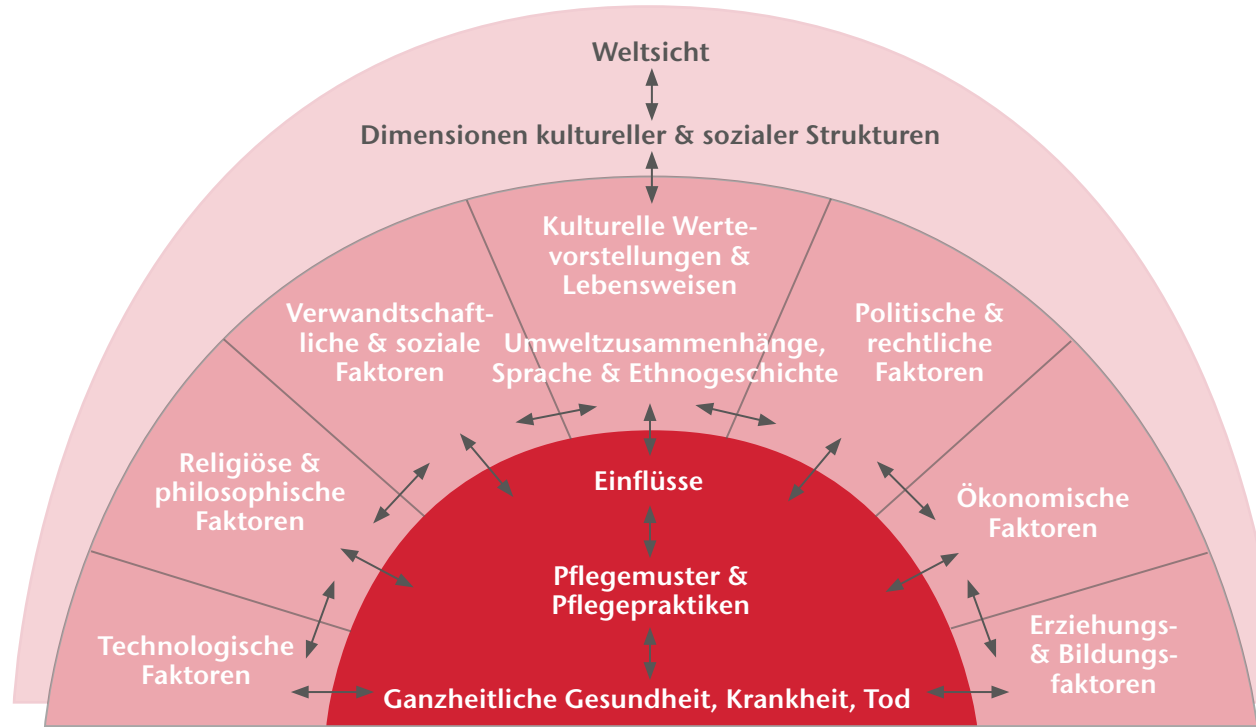 Weltsicht
Dimensionen kultureller & sozialer Strukturen
Kulturelle Werte-
vorstellungen &
Lebensweisen
Umweltzusammenhänge,
Sprache & Ethnogeschichte
Verwandtschaft-
liche & soziale
Faktoren
Politische &
rechtliche
Faktoren
Religiöse &
philosophische
Faktoren
Ökonomische
Faktoren
Technologische
Faktoren
Erziehungs-
& Bildungs-
faktoren
Einflüsse
Pflegemuster &
Pflegepraktiken
Ganzheitliche Gesundheit, Krankheit, Tod